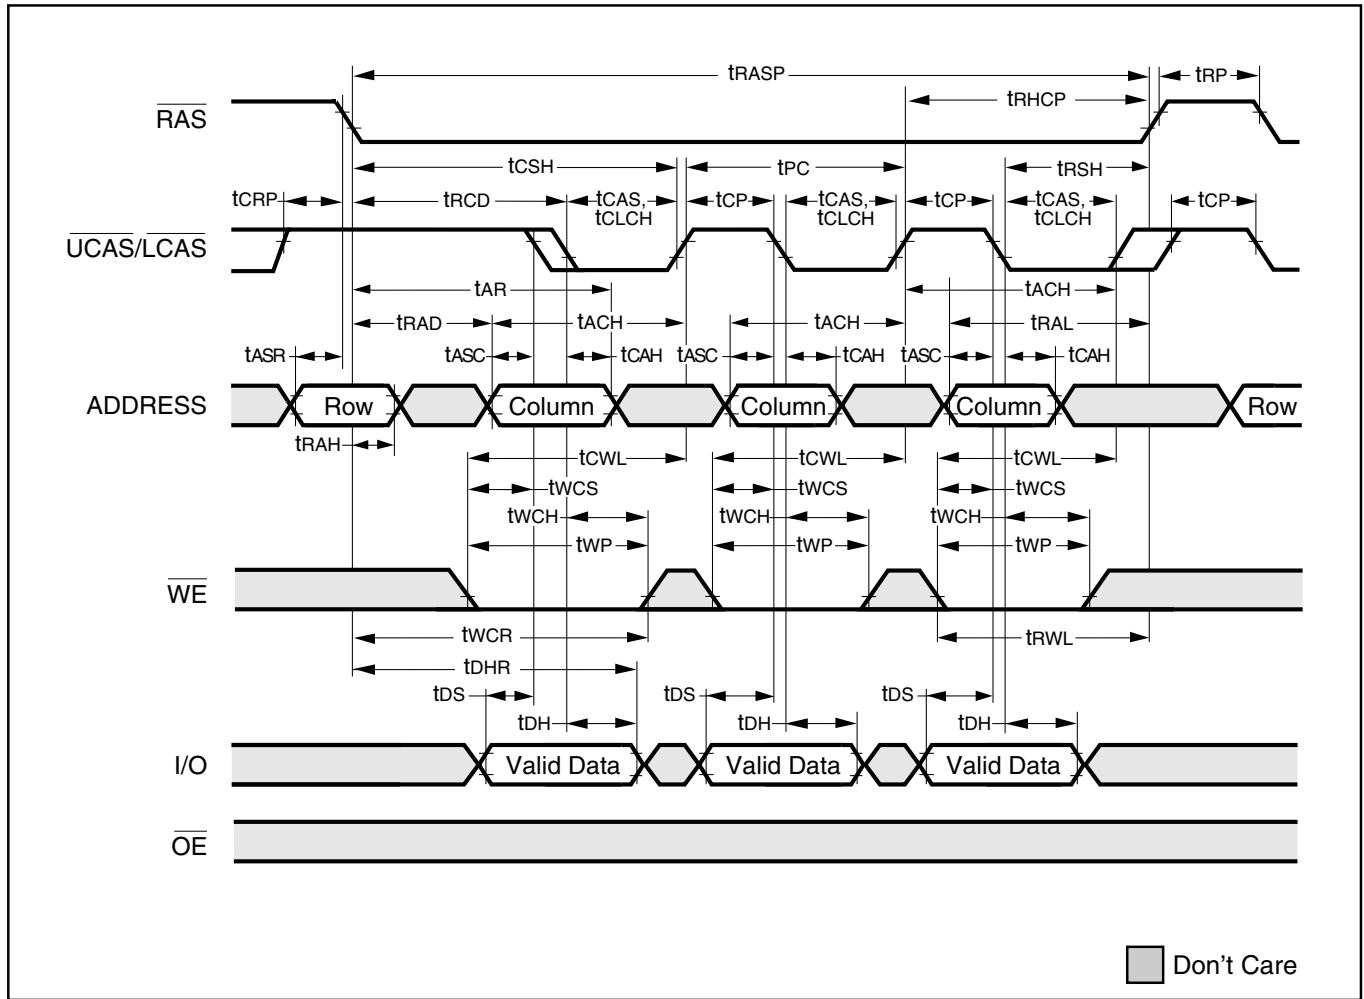 tRASP
tRP
tRHCP
RAS
tCSH
tPC
tRSH
tCRP
tRCD
tCAS,
tCLCH
tCP
tCAS,
tCLCH
tCP
tCAS,
tCLCH
tCP
UCAS/LCAS
tAR
tACH
tRAD
tACH
tACH
tRAL
tASR
tASC
tCAH
tASC
tCAH
tASC
tCAH
ADDRESS
Row
Column
Column
Column
Row
tRAH
tCWL
tCWL
tCWL
tWCS
tWCS
tWCS
tWCH
tWCH
tWCH
tWP
tWP
tWP
WE
tWCR
tRWL
tDHR
tDS
tDS
tDS
tDH
tDH
tDH
I/O
Valid Data
Valid Data
Valid Data
OE
Don't Care